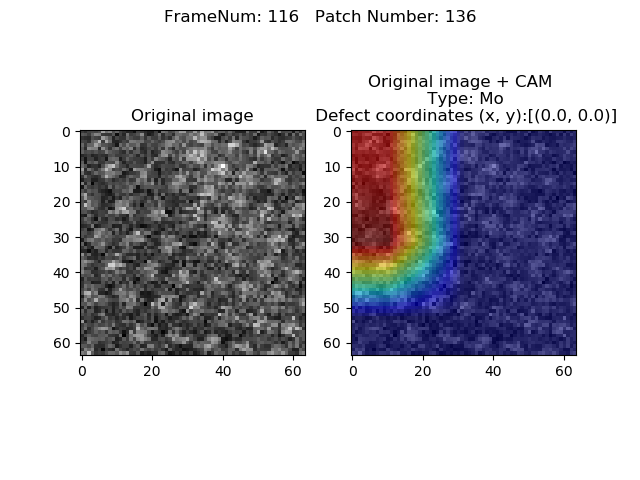 FrameNum: 116   Patch Number: 136
Original image
Original image + CAM
Type: Mo
Defect coordinates (x, y):[(0.0, 0.0)]
0
10
20
30
40
50
60
0 20 40 60
0
10
20
30
40
50
60
0 20 40 60